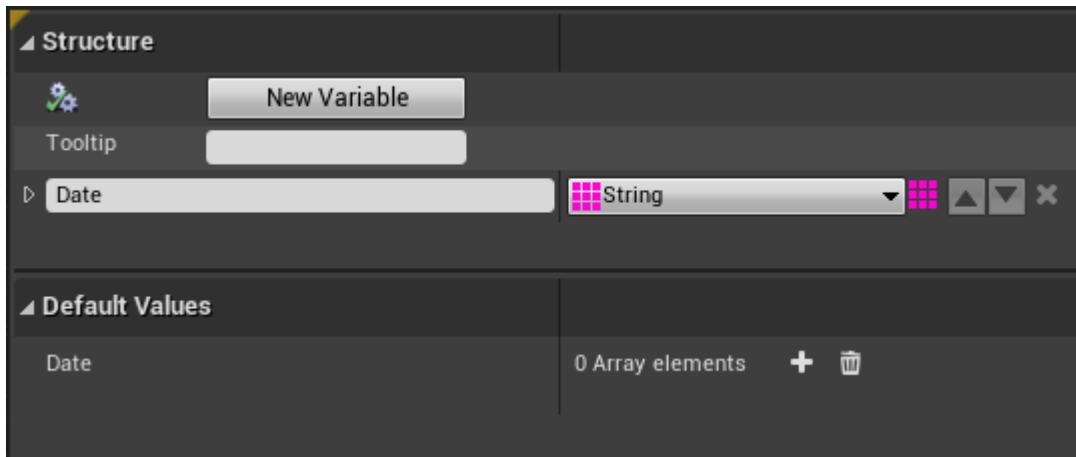 Structure
New Variable
Tooltip
Date
String
Default Values
Date
0 Array elements